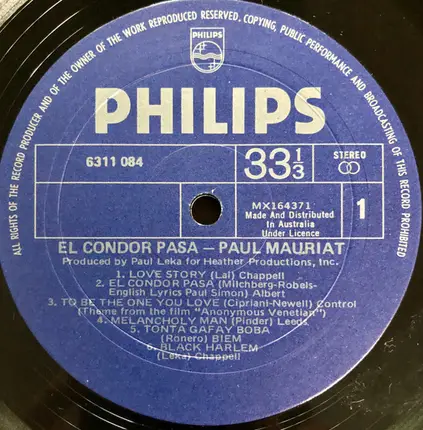 ALL RIGHTS OF THE RECORD PRODUCER AND OF THE OWNER OF THE WORK REPRODUCED RESERVED, COPYING, PUBLIC PERFORMANCE AND BROADCASTING OF THIS RECORD PROHIBITED
PHILIPS
PHILIPS
6311 084
33 1/3
STEREO
MX164371
Made And Distributed
In Australia
Under Licence
1
EL CONDOR PASA — PAUL MAURIAT
Produced by Paul Leka for Heather Productions, Inc.
1. LOVE STORY (Lai) Chappell
2. EL CONDOR PASA (Milchberg-Robels-
English Lyrics Paul Simon) Albert
3. TO BE THE ONE YOU LOVE (Cipriani-Newell) Control
(Theme from the film "Anonymous Venetian")
4. MELANCHOLY MAN (Pinder) Leeds
5. TONTA GAFAY BOBA
(Ronero) BIEM
6. BLACK HARLEM
(Leka) Chappell